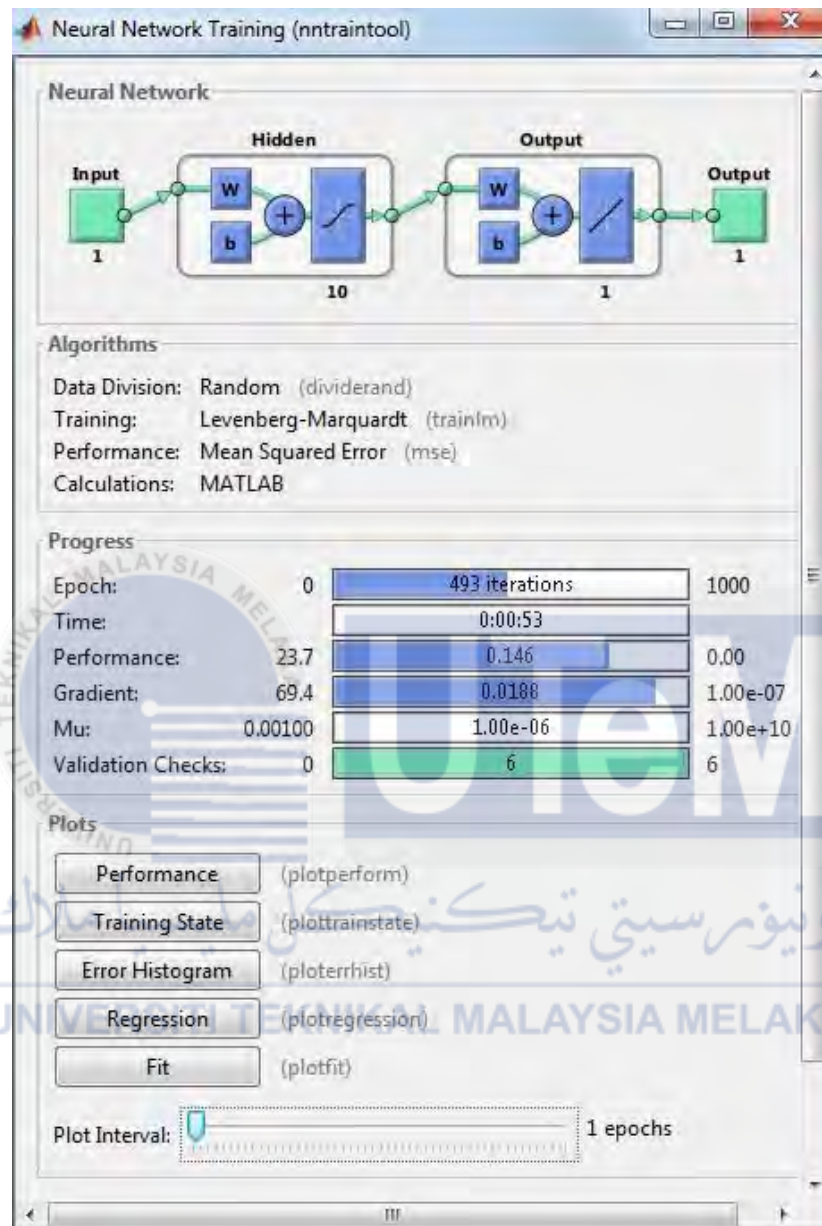 Neural Network Training (nntraintool)
Neural Network
Hidden
Output
Input
Output
W
b
+
W
b
+
1
10
1
1
Algorithms
Data Division: Random (dividerand)
Training: Levenberg-Marquardt (trainlm)
Performance: Mean Squared Error (mse)
Calculations: MATLAB
Progress
Epoch: 0 493 iterations 1000
Time: 0:00:53
Performance: 23.7 0.146 0.00
Gradient: 69.4 0.0188 1.00e-07
Mu: 0.00100 1.00e-06 1.00e+10
Validation Checks: 0 6 6
Plots
Performance (plotperform)
Training State (plottrainstate)
Error Histogram (ploterrhist)
Regression (plotregression)
Fit (plotfit)
Plot Interval: 1 epochs
UTeM
UNIVERSITI TEKNIKAL MALAYSIA MELAK